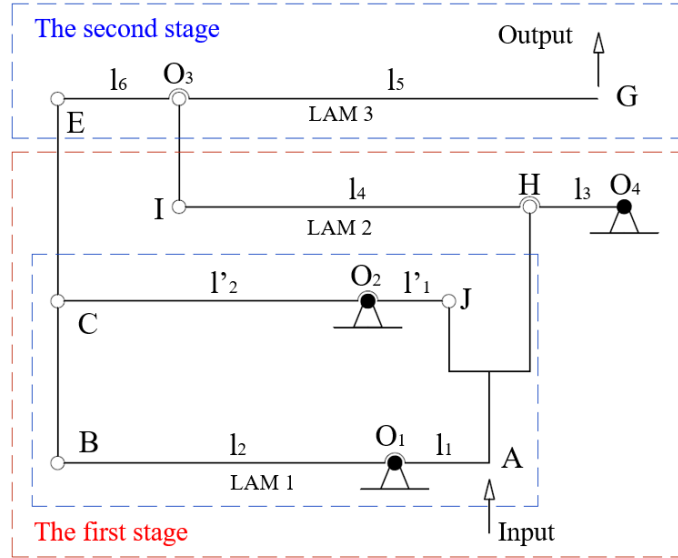 The second stage
Output
l₆
O₃
l₅
G
E
LAM 3
I
l₄
H
l₃
O₄
LAM 2
l’₂
O₂
l’₁
J
C
B
l₂
O₁
l₁
A
LAM 1
The first stage
Input